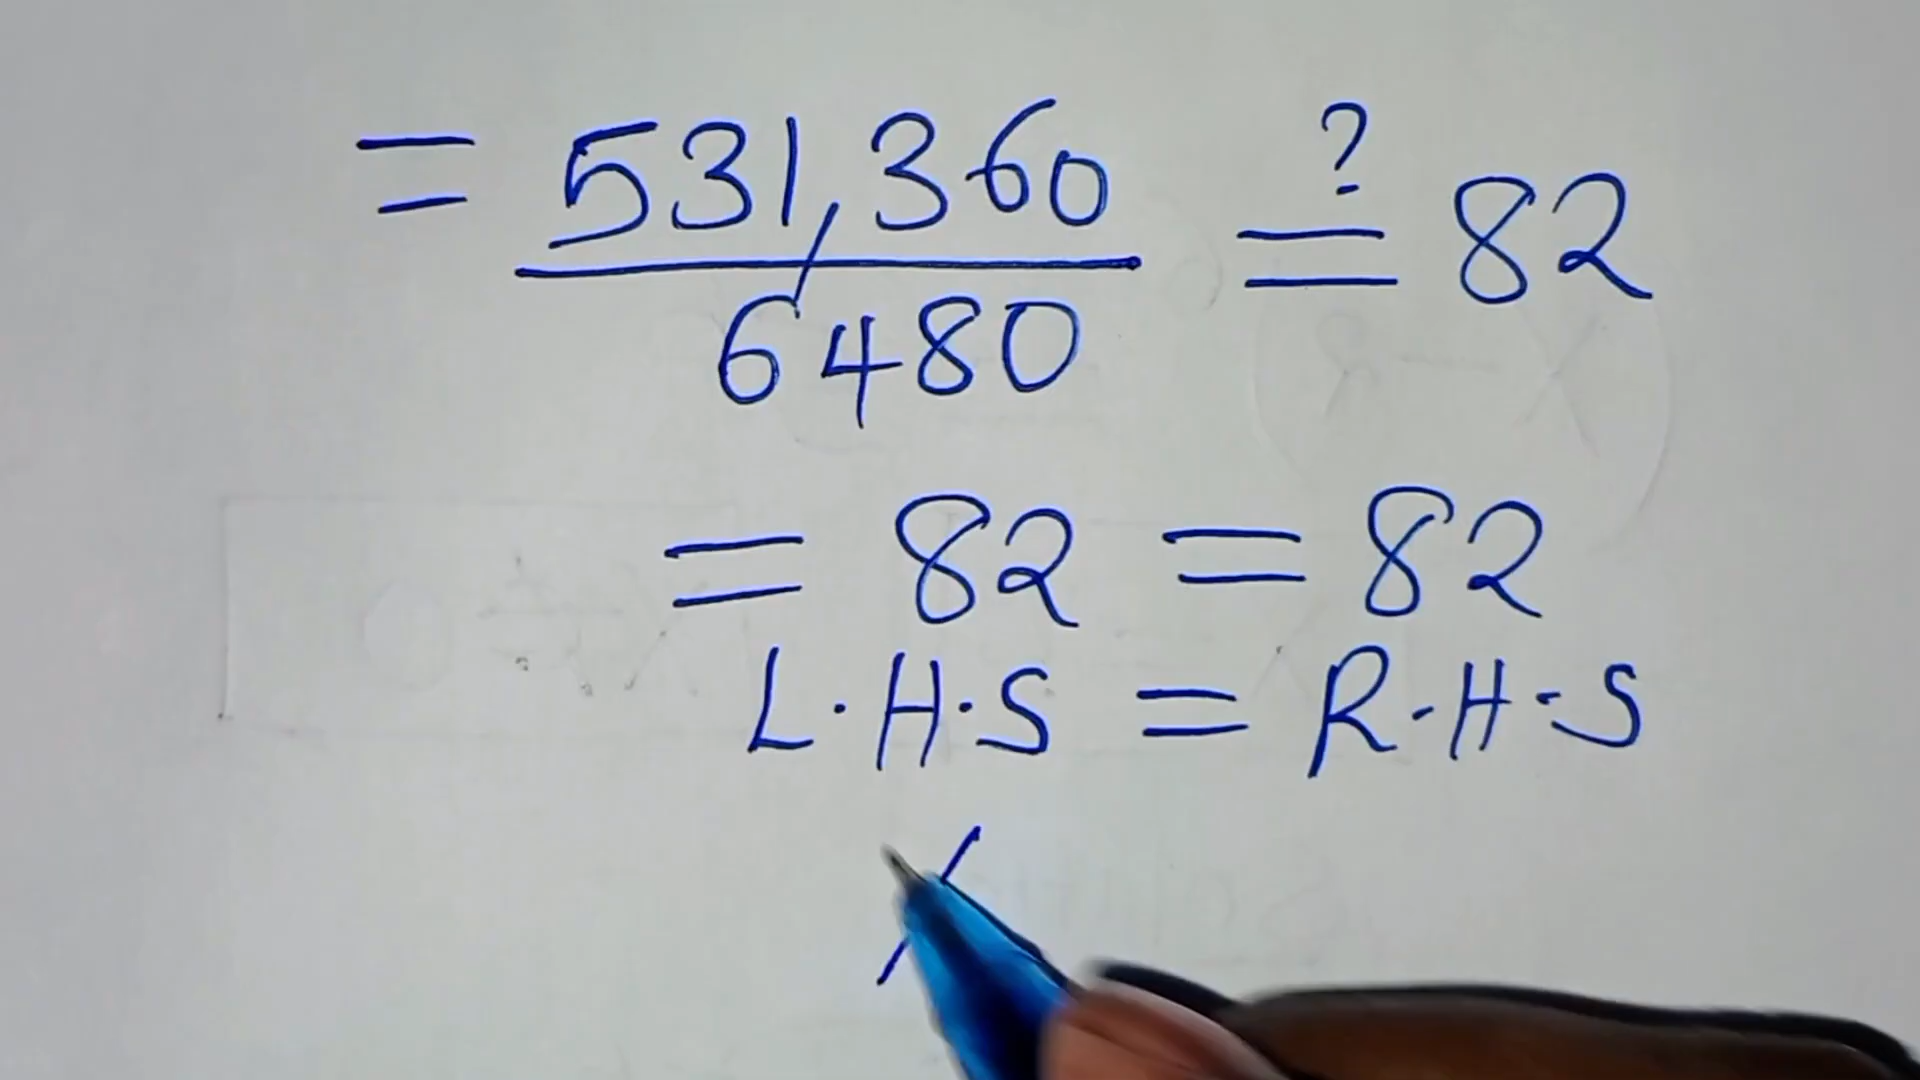 = 531,360 / 6480 =? 82
= 82 = 82
L.H.S = R.H.S